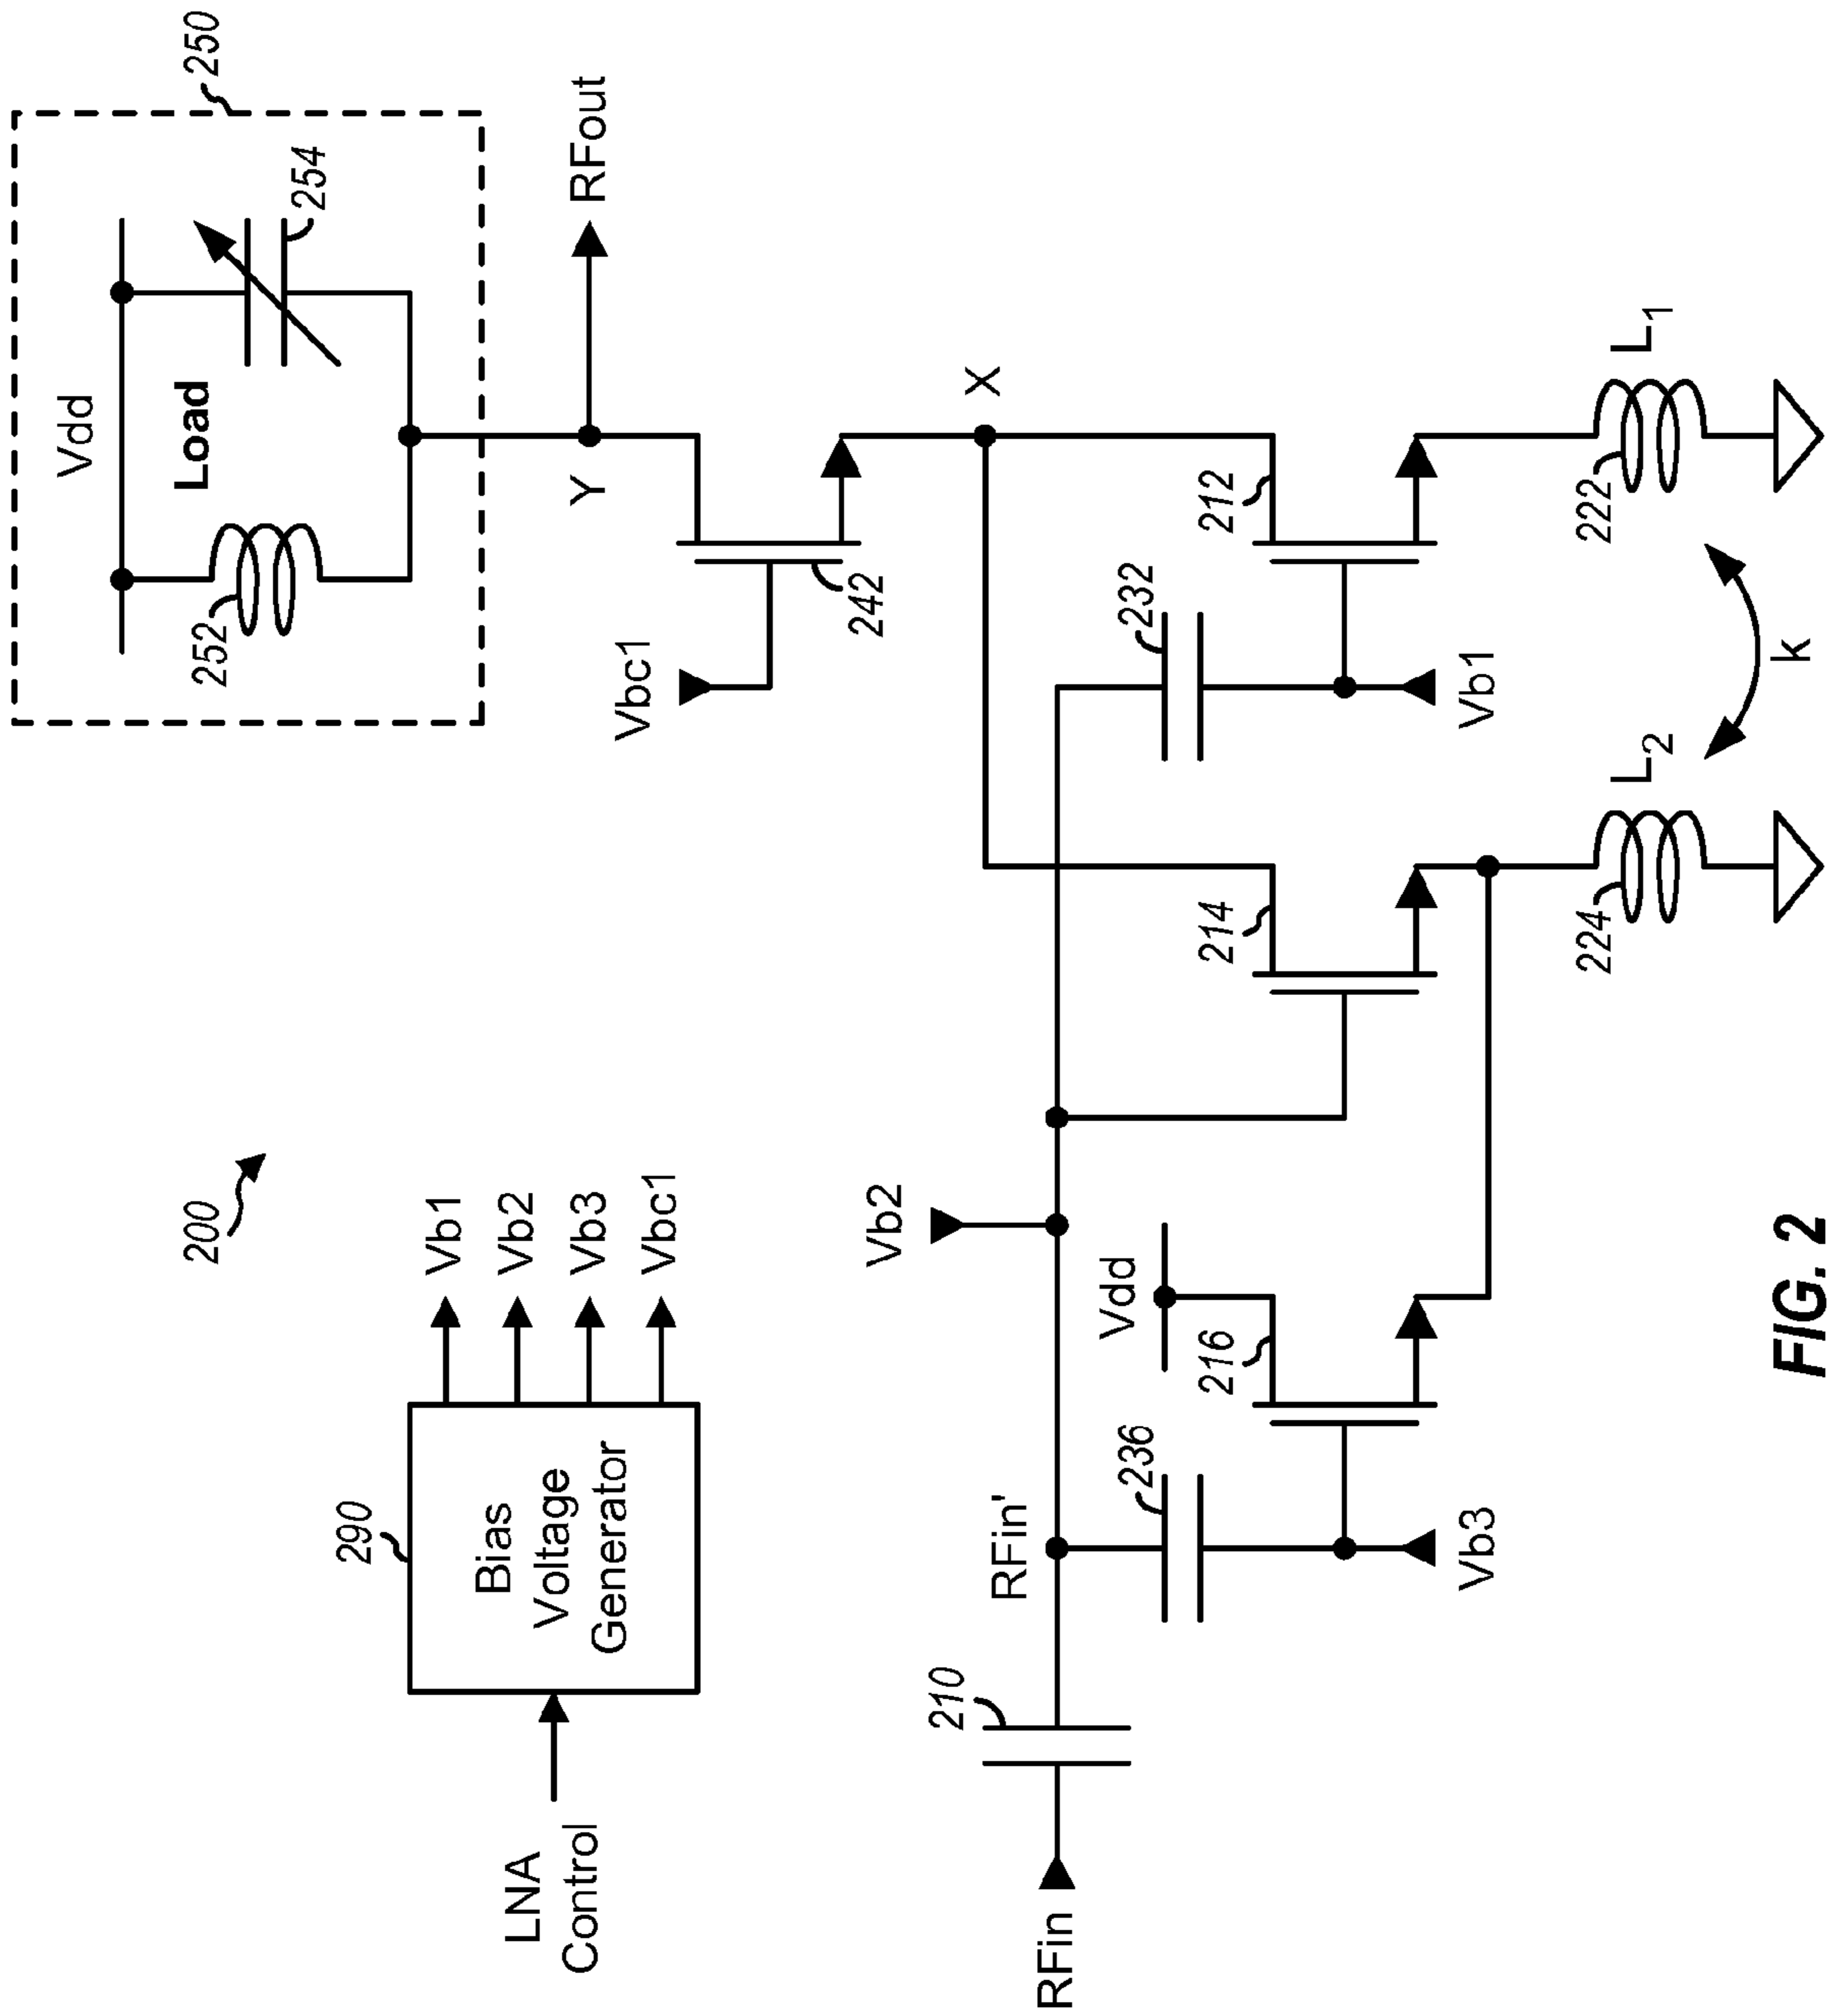 200
LNA
Control
290
Bias
Voltage
Generator
Vb1
Vb2
Vb3
Vbc1
Vdd
Load
252
254
250
Y
RFout
Vbc1
242
X
RFin
210
RFin'
Vb2
236
Vdd
216
Vb3
214
232
212
Vb1
224
L2
222
L1
k
FIG. 2